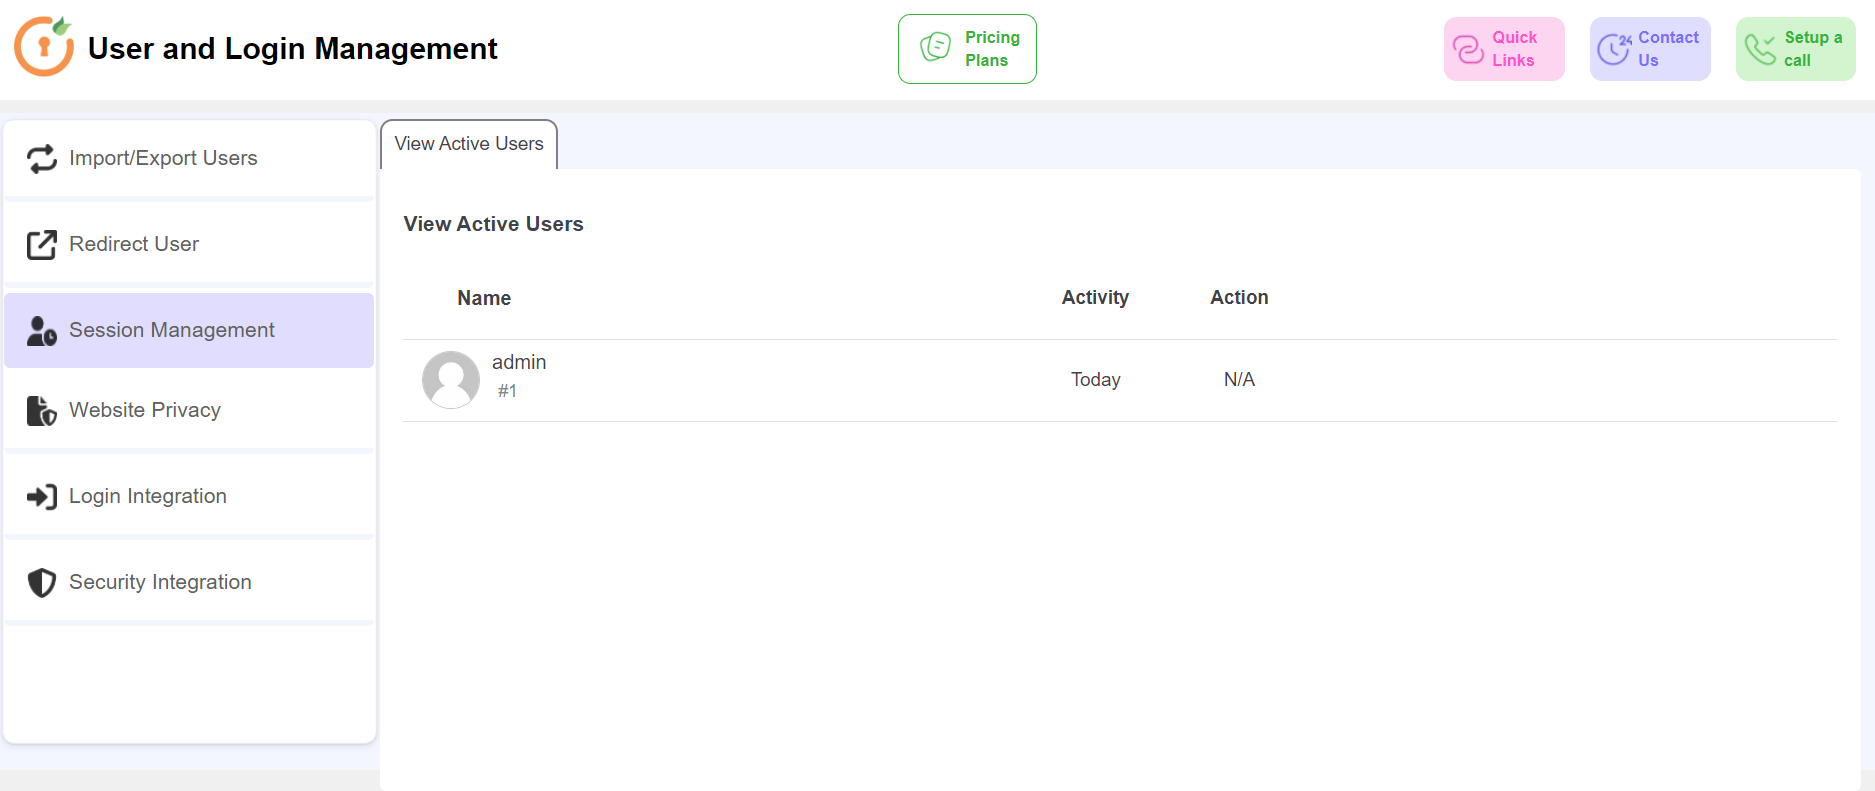 User and Login Management
Pricing
Plans
Quick
Links
24
Contact
Us
Setup a
call
Import/Export Users
Redirect User
Session Management
Website Privacy
Login Integration
Security Integration
View Active Users
View Active Users
Name Activity Action
admin
#1
Today N/A